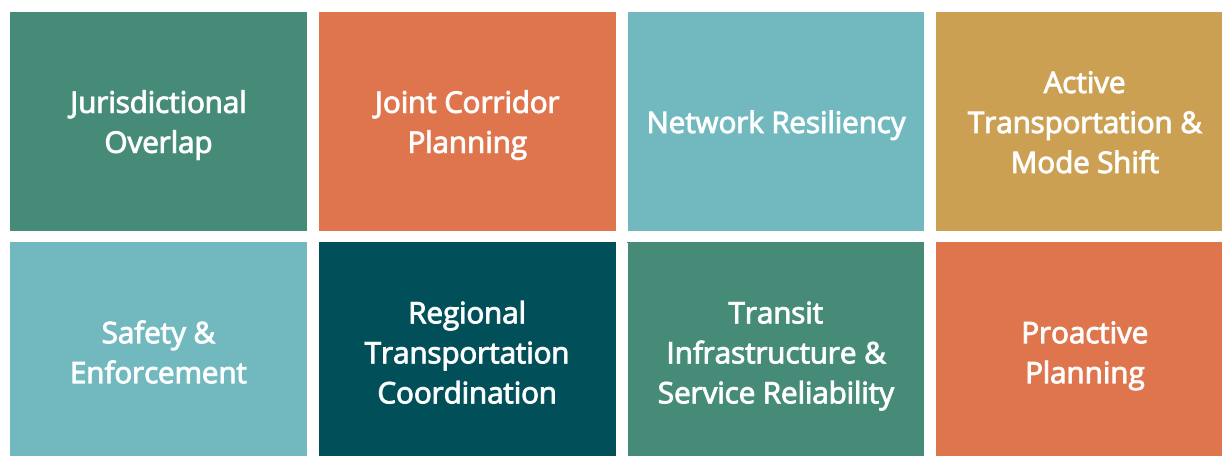 Jurisdictional
Overlap
Joint Corridor
Planning
Network Resiliency
Active
Transportation &
Mode Shift
Safety &
Enforcement
Regional
Transportation
Coordination
Transit
Infrastructure &
Service Reliability
Proactive
Planning